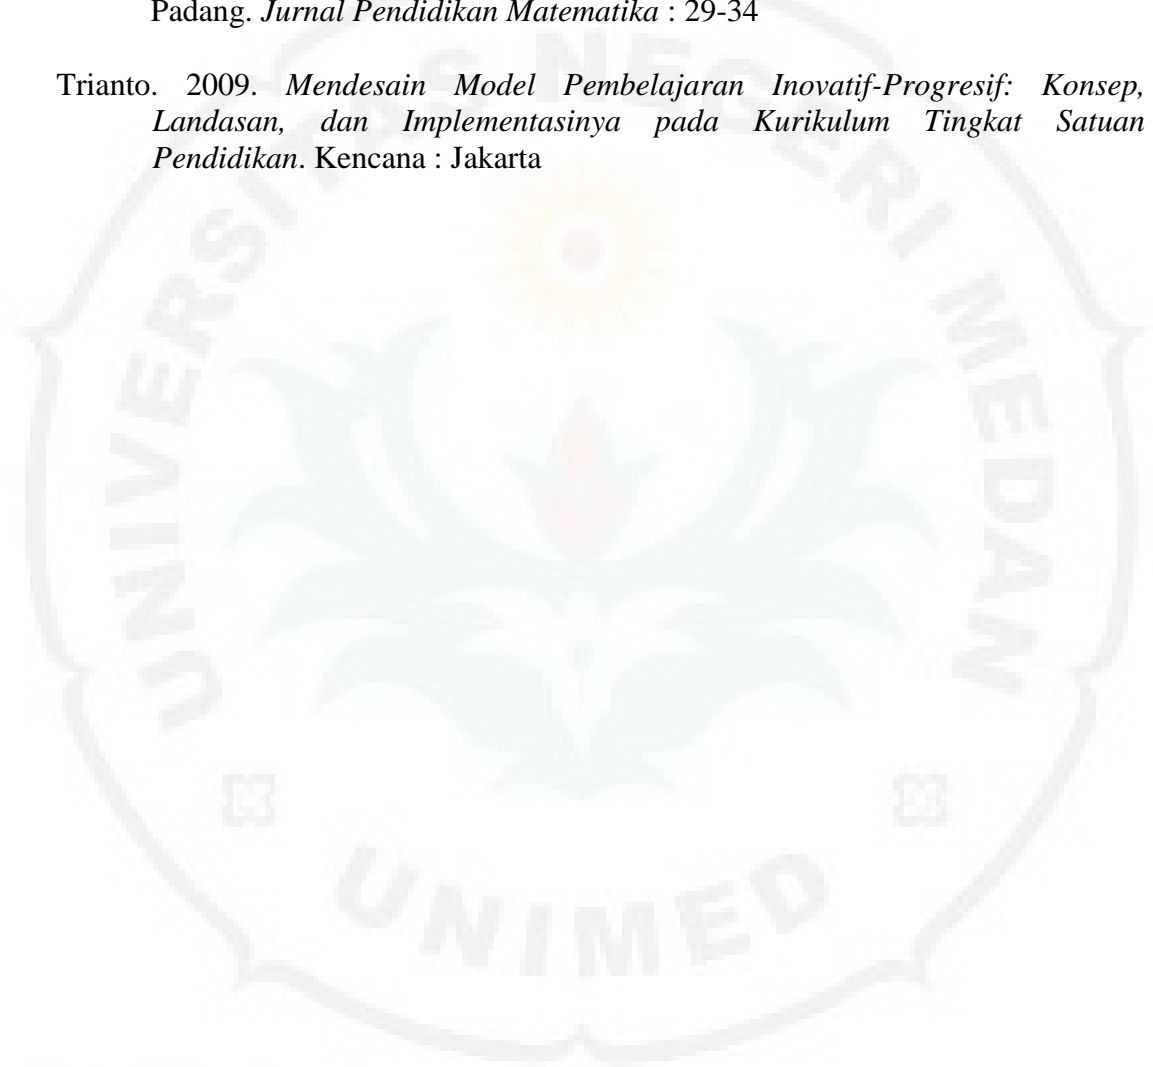 Padang. Jurnal Pendidikan Matematika : 29-34
Trianto. 2009. Mendesain Model Pembelajaran Inovatif-Progresif: Konsep,
Landasan, dan Implementasinya pada Kurikulum Tingkat Satuan
Pendidikan. Kencana : Jakarta
UNIVERSITAS NEGERI MEDAN
UNIMED